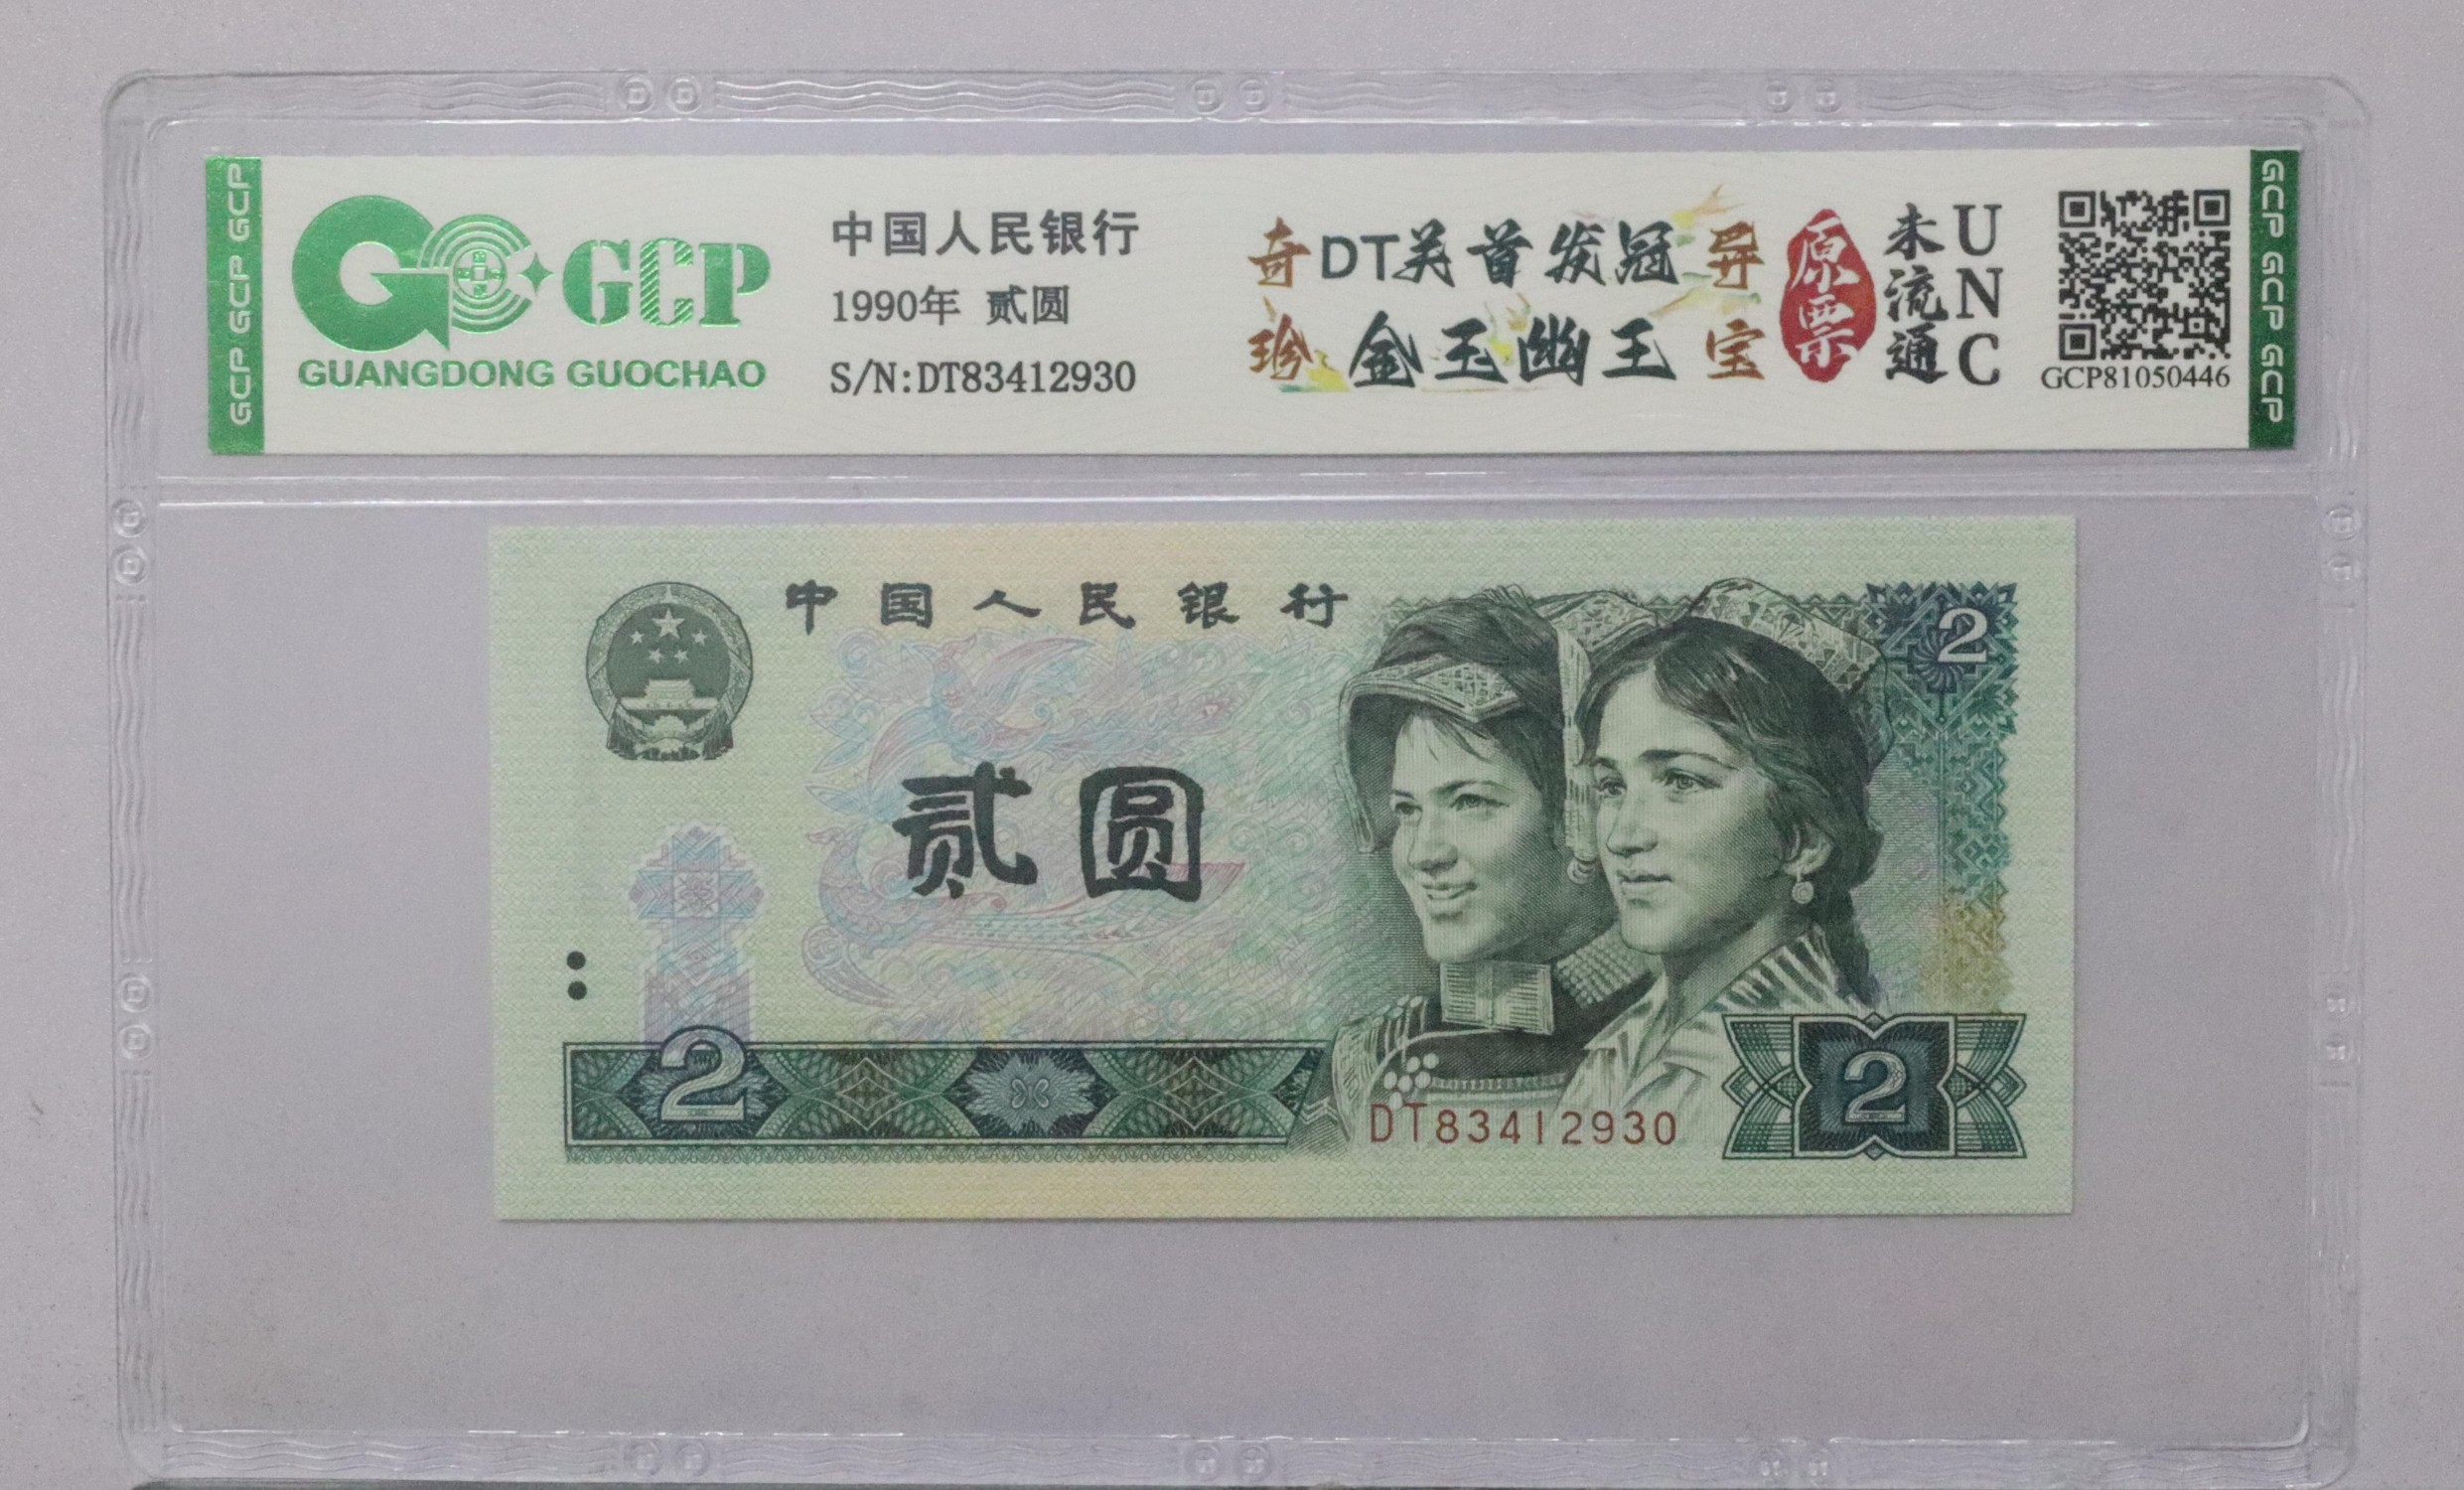 GCP GCP GCP GCP
GCP
GUANGDONG GUOCHAO
中国人民银行
1990年 贰圆
S/N:DT83412930
奇珍
DT关首发冠
金玉幽王
异宝
原票
未流通
UNC
GCP81050446
GCP GCP GCP GCP
中国人民银行
2
贰圆
2
DT83412930
2